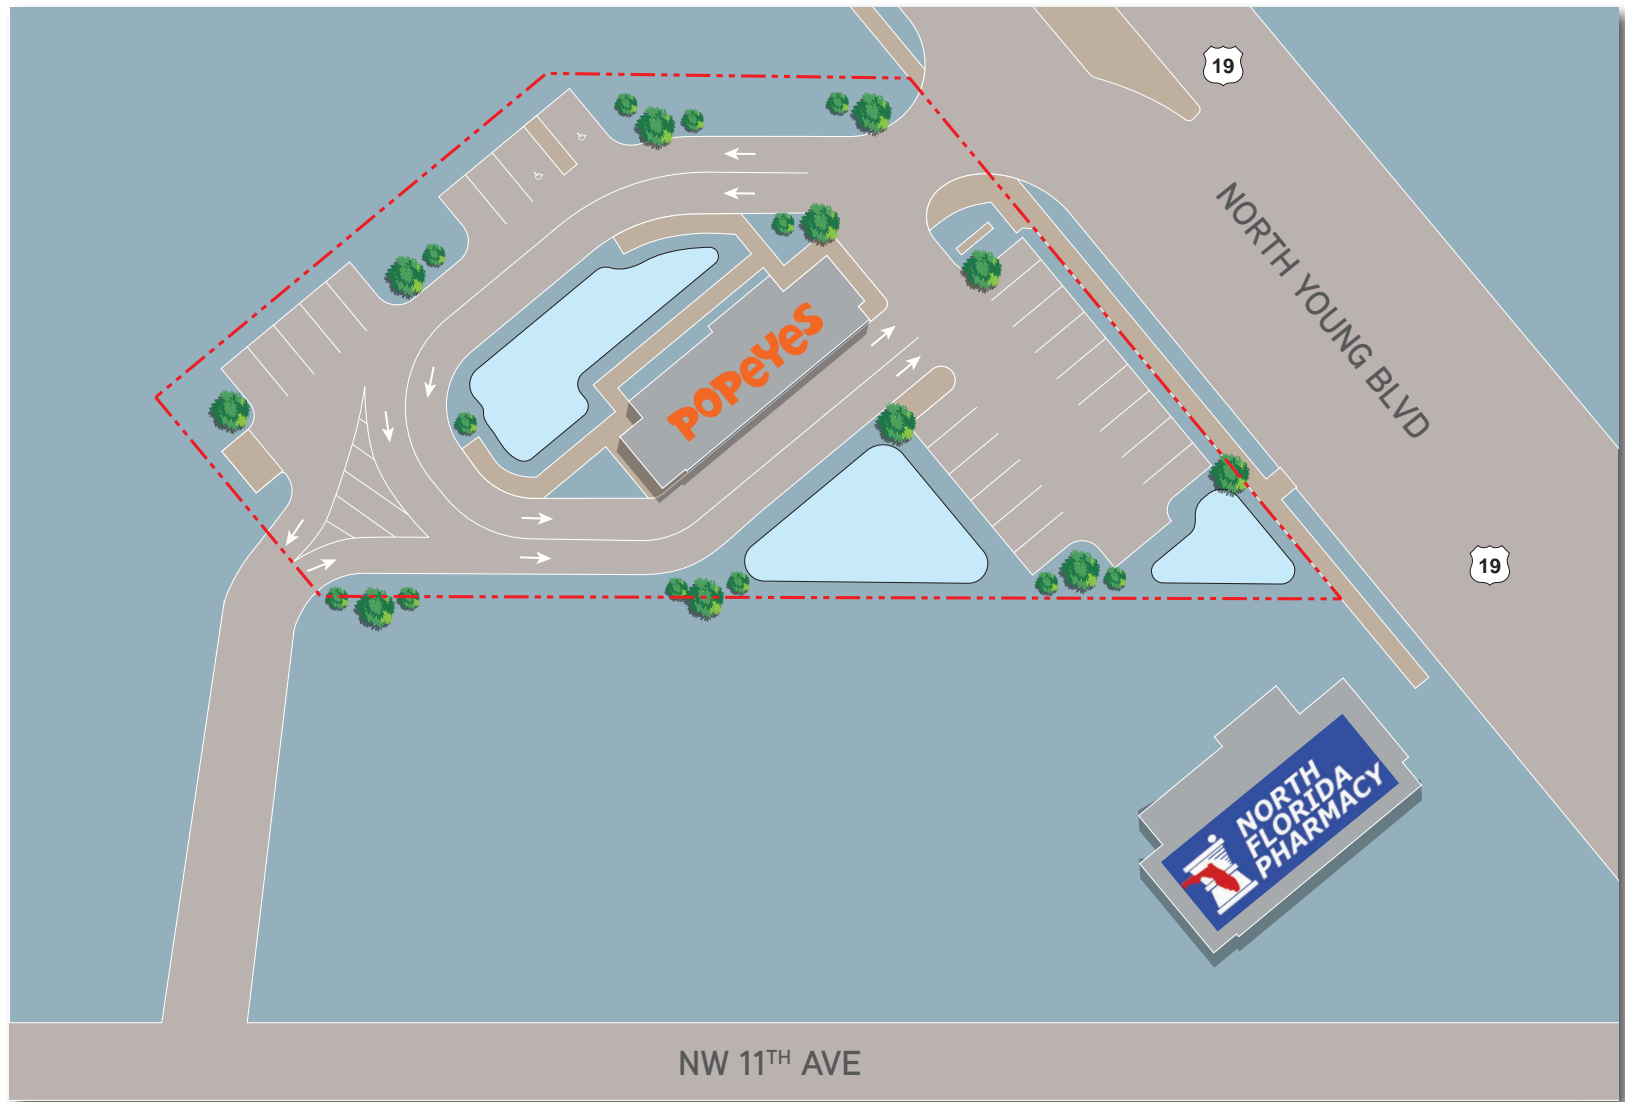 19
NORTH YOUNG BLVD
POPEYES
19
NORTH
FLORIDA
PHARMACY
NW 11TH AVE